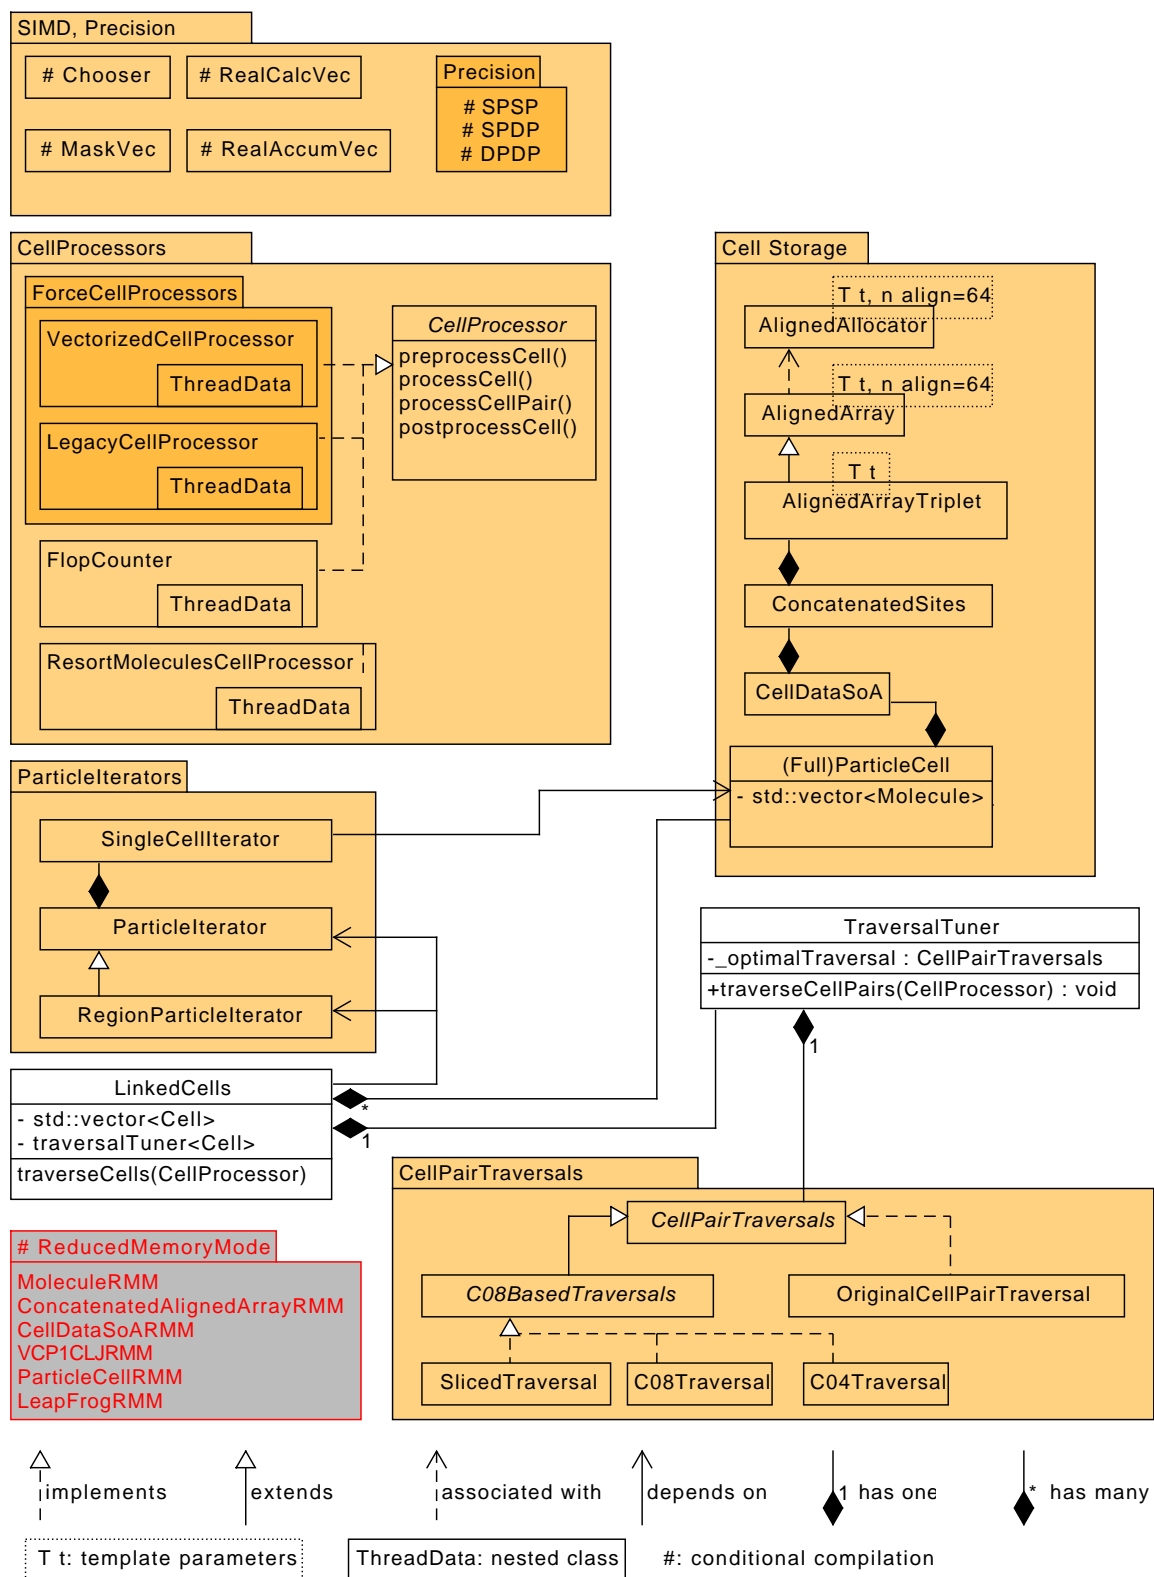 SIMD, Precision
# Chooser
# RealCalcVec
# MaskVec
# RealAccumVec
Precision
# SPSP
# SPDP
# DPDP
CellProcessors
ForceCellProcessors
VectorizedCellProcessor
ThreadData
LegacyCellProcessor
ThreadData
FlopCounter
ThreadData
ResortMoleculesCellProcessor
ThreadData
CellProcessor
preprocessCell()
processCell()
processCellPair()
postprocessCell()
Cell Storage
T t, n align=64
AlignedAllocator
T t, n align=64
AlignedArray
T t
AlignedArrayTriplet
ConcatenatedSites
CellDataSoA
(Full)ParticleCell
- std::vector<Molecule>
ParticleIterators
SingleCellIterator
ParticleIterator
RegionParticleIterator
TraversalTuner
-_optimalTraversal : CellPairTraversals
+traverseCellPairs(CellProcessor) : void
1
LinkedCells
- std::vector<Cell>
- traversalTuner<Cell>
traverseCells(CellProcessor)
*
1
CellPairTraversals
CellPairTraversals
C08BasedTraversals
OriginalCellPairTraversal
SlicedTraversal
C08Traversal
C04Traversal
# ReducedMemoryMode
MoleculeRMM
ConcatenatedAlignedArrayRMM
CellDataSoARMM
VCP1CLJRMM
ParticleCellRMM
LeapFrogRMM
implements
extends
associated with
depends on
1 has one
* has many
T t: template parameters
ThreadData: nested class
#: conditional compilation